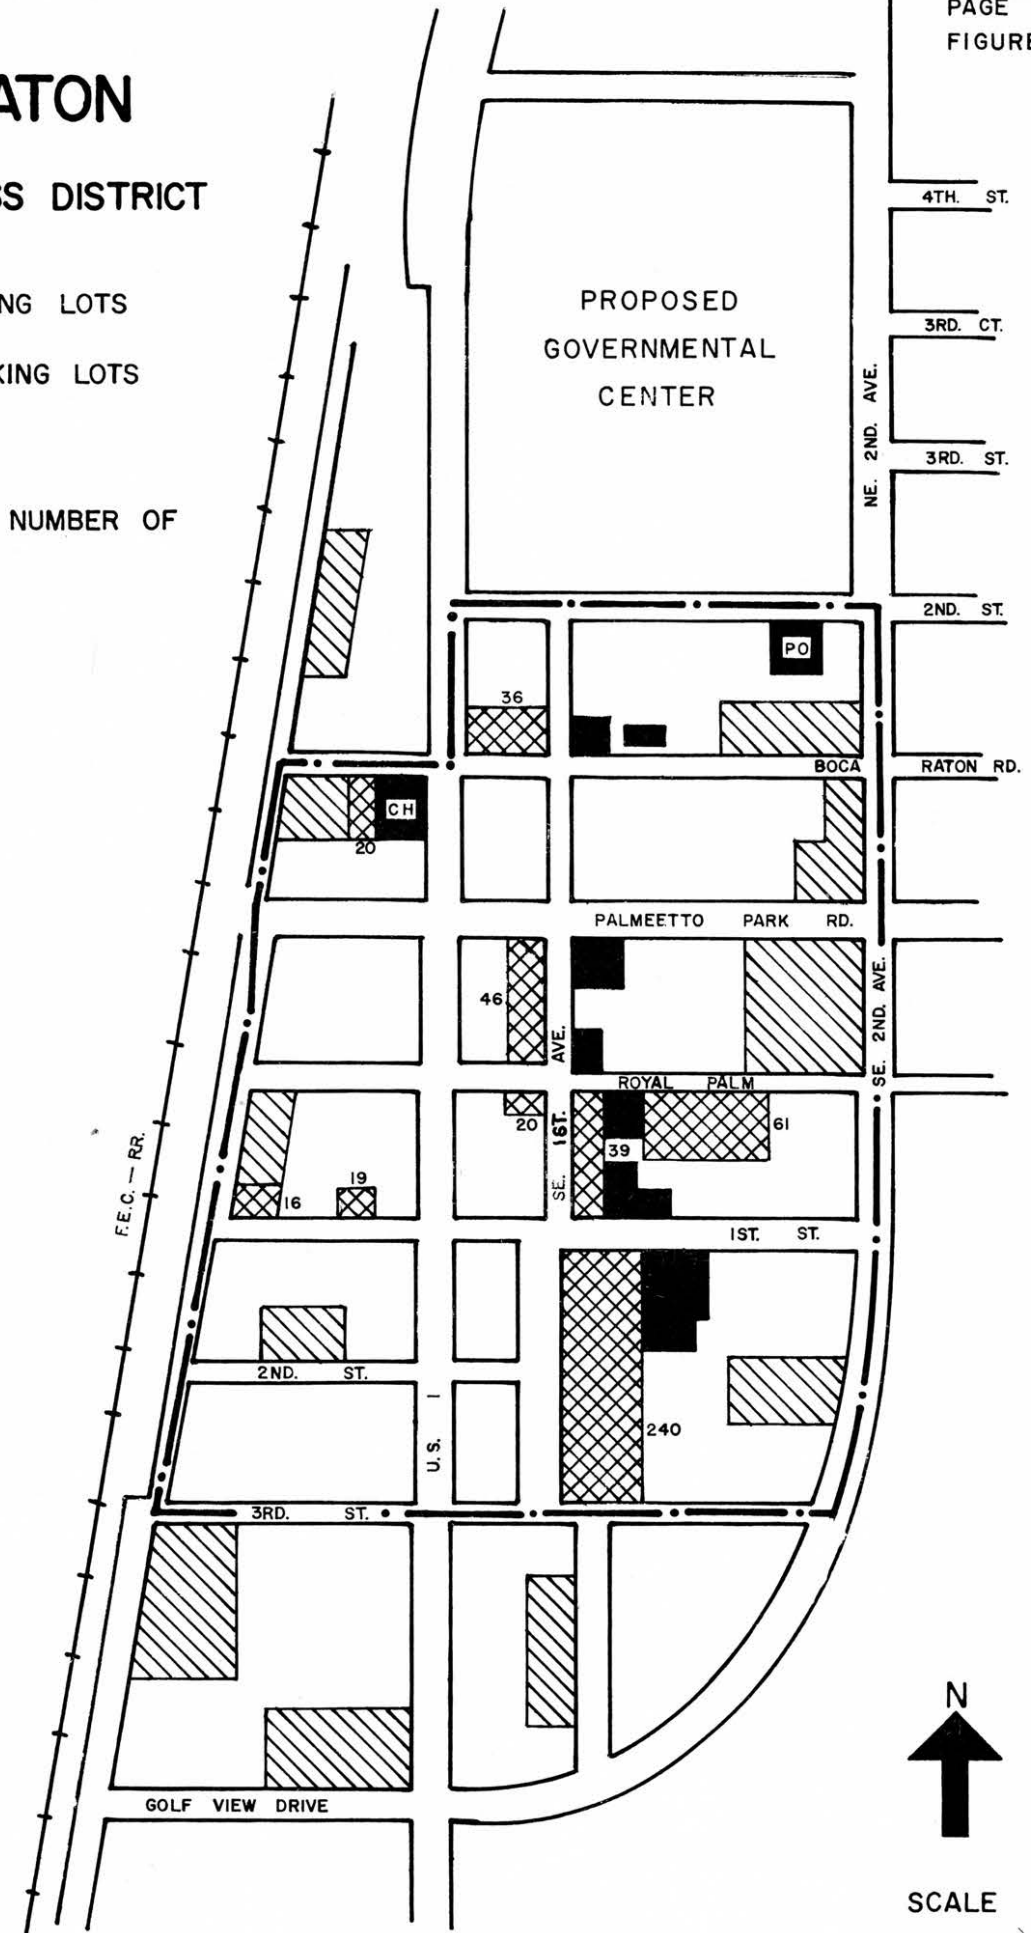 PAGE
FIGURE
ATON
SS DISTRICT
NG LOTS
KING LOTS
NUMBER OF
4TH. ST.
3RD. CT.
3RD. ST.
NE. 2ND. AVE.
PROPOSED
GOVERNMENTAL
CENTER
2ND. ST.
PO
36
BOCA RATON RD.
CH
20
PALMEETTO PARK RD.
46
SE. 1ST. AVE.
SE. 2ND. AVE.
ROYAL PALM
20
39
61
F.E.C. — RR.
16
19
1ST. ST.
2ND. ST.
U.S. 1
240
3RD. ST.
GOLF VIEW DRIVE
N
SCALE